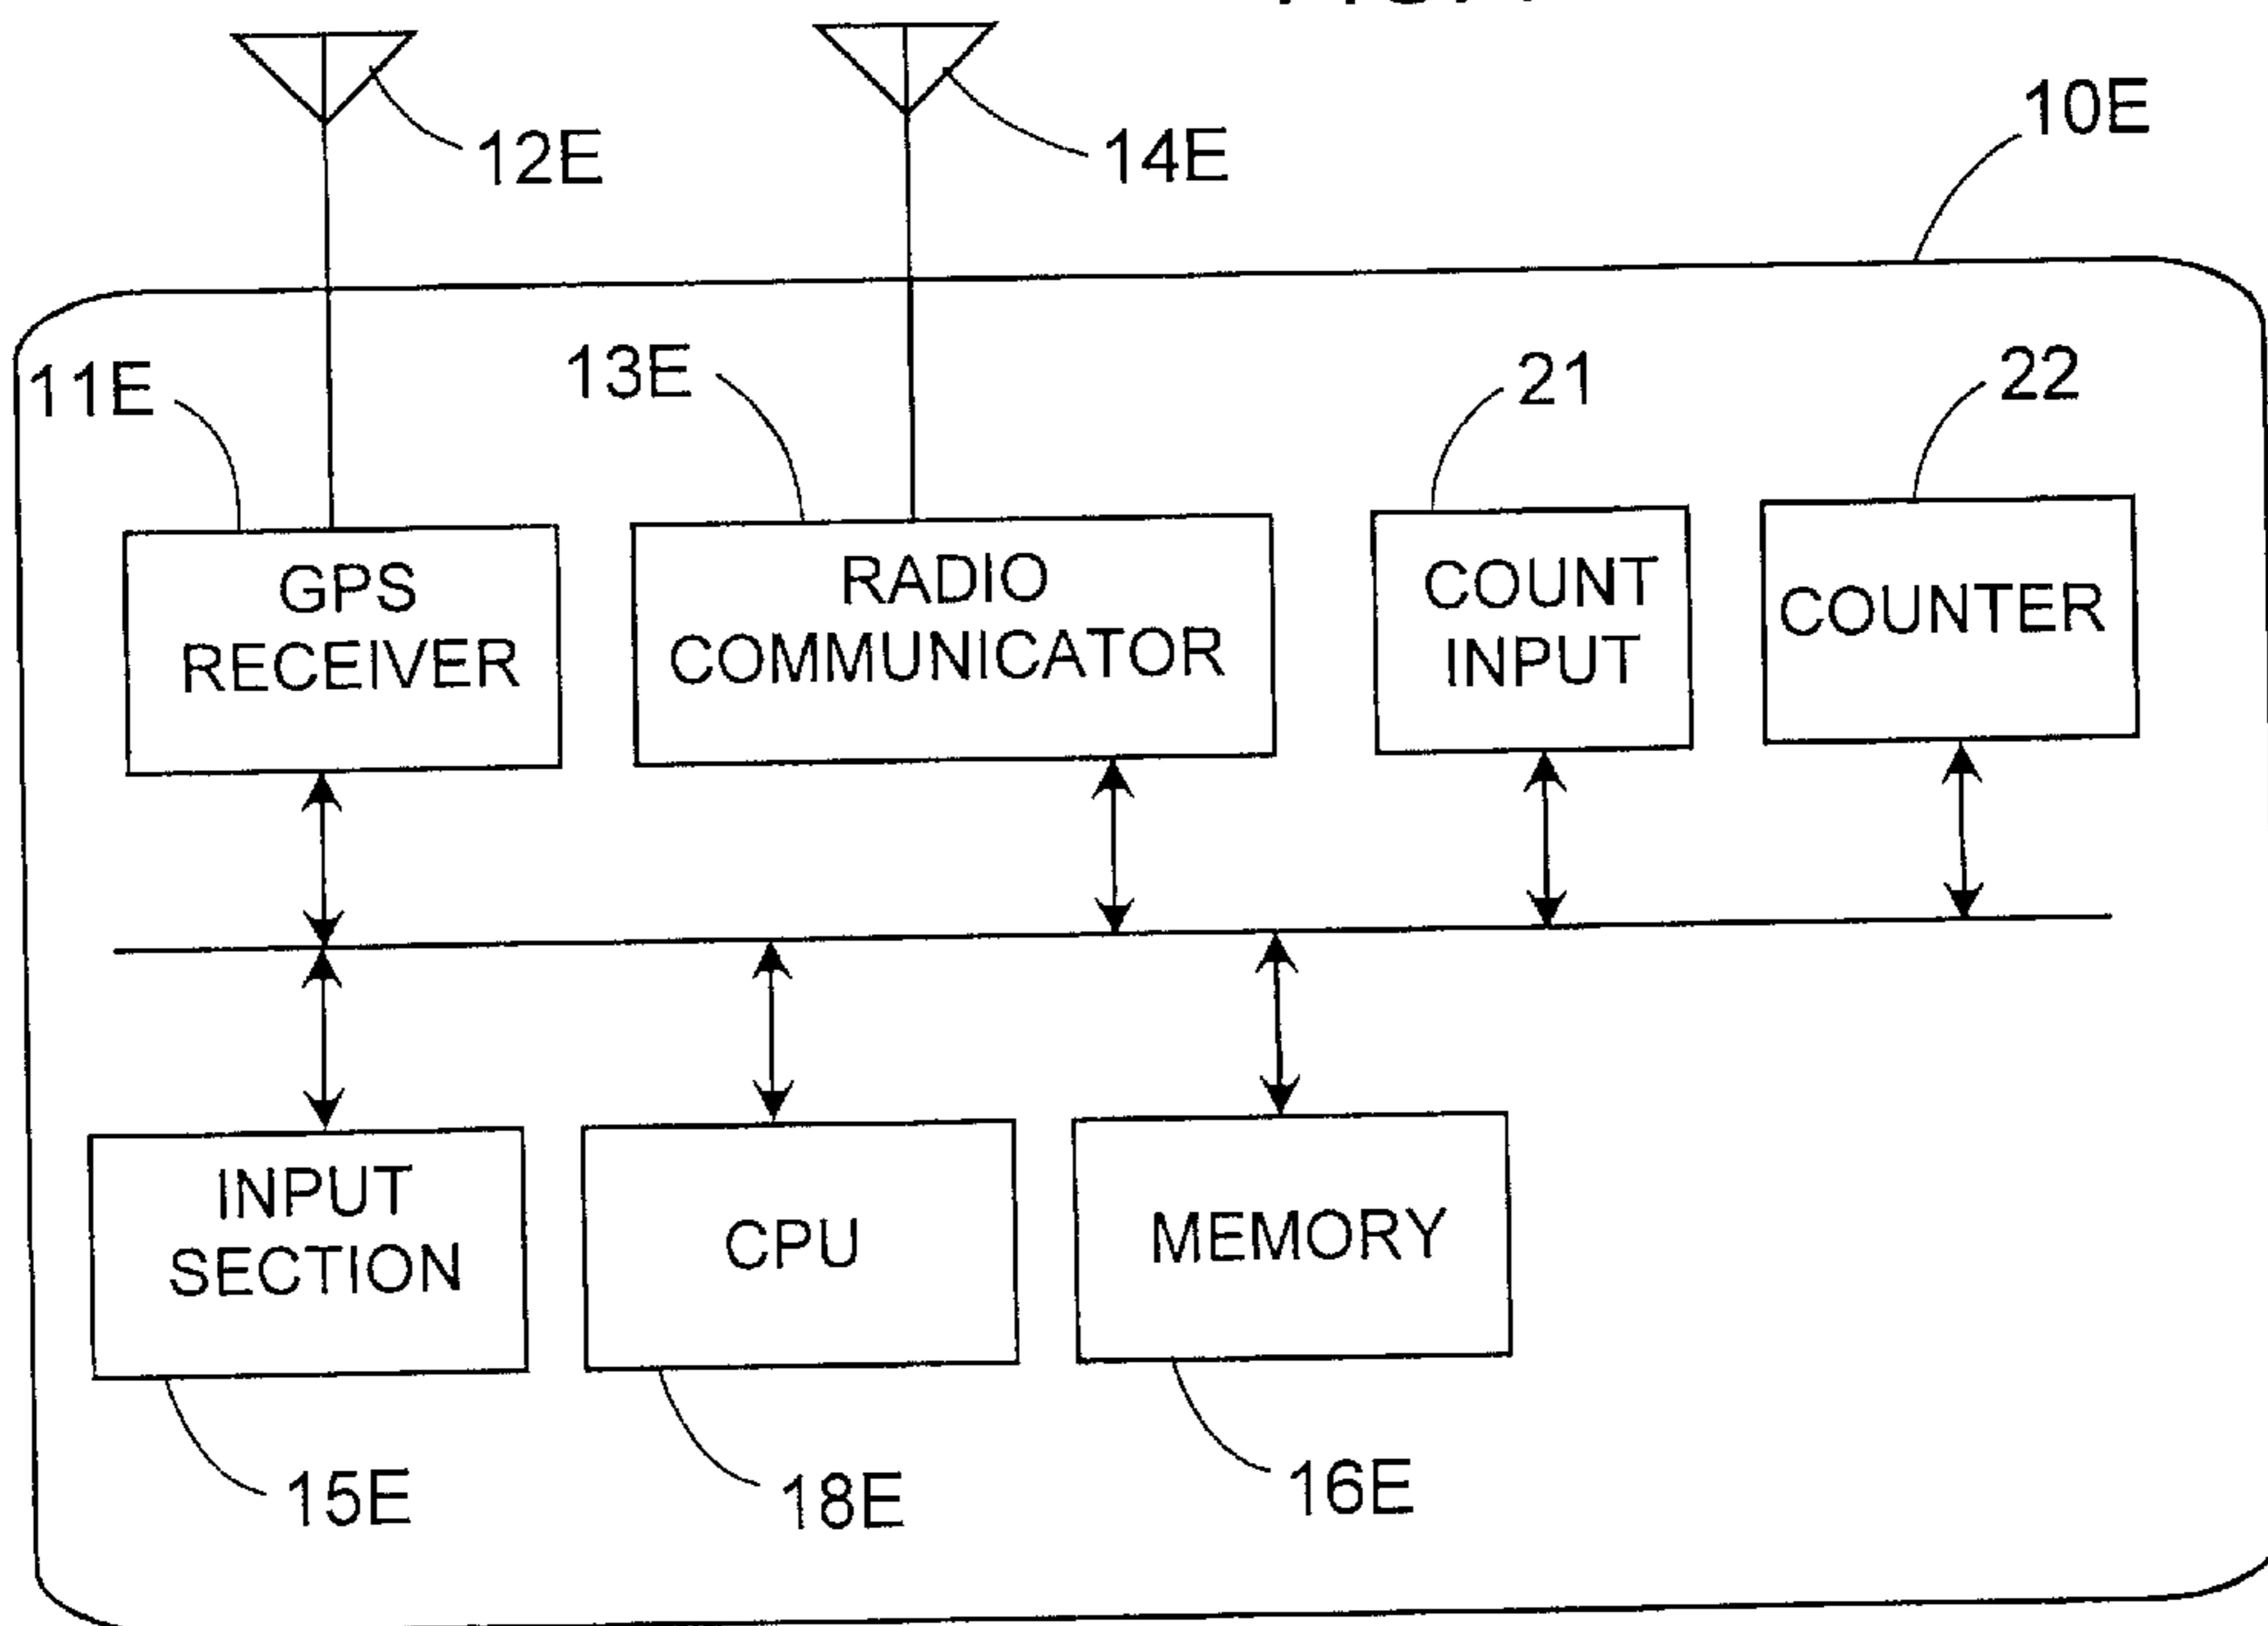 12E
14E
10E
11E
13E
21
22
GPS
RECEIVER
RADIO
COMMUNICATOR
COUNT
INPUT
COUNTER
INPUT
SECTION
CPU
MEMORY
15E
18E
16E